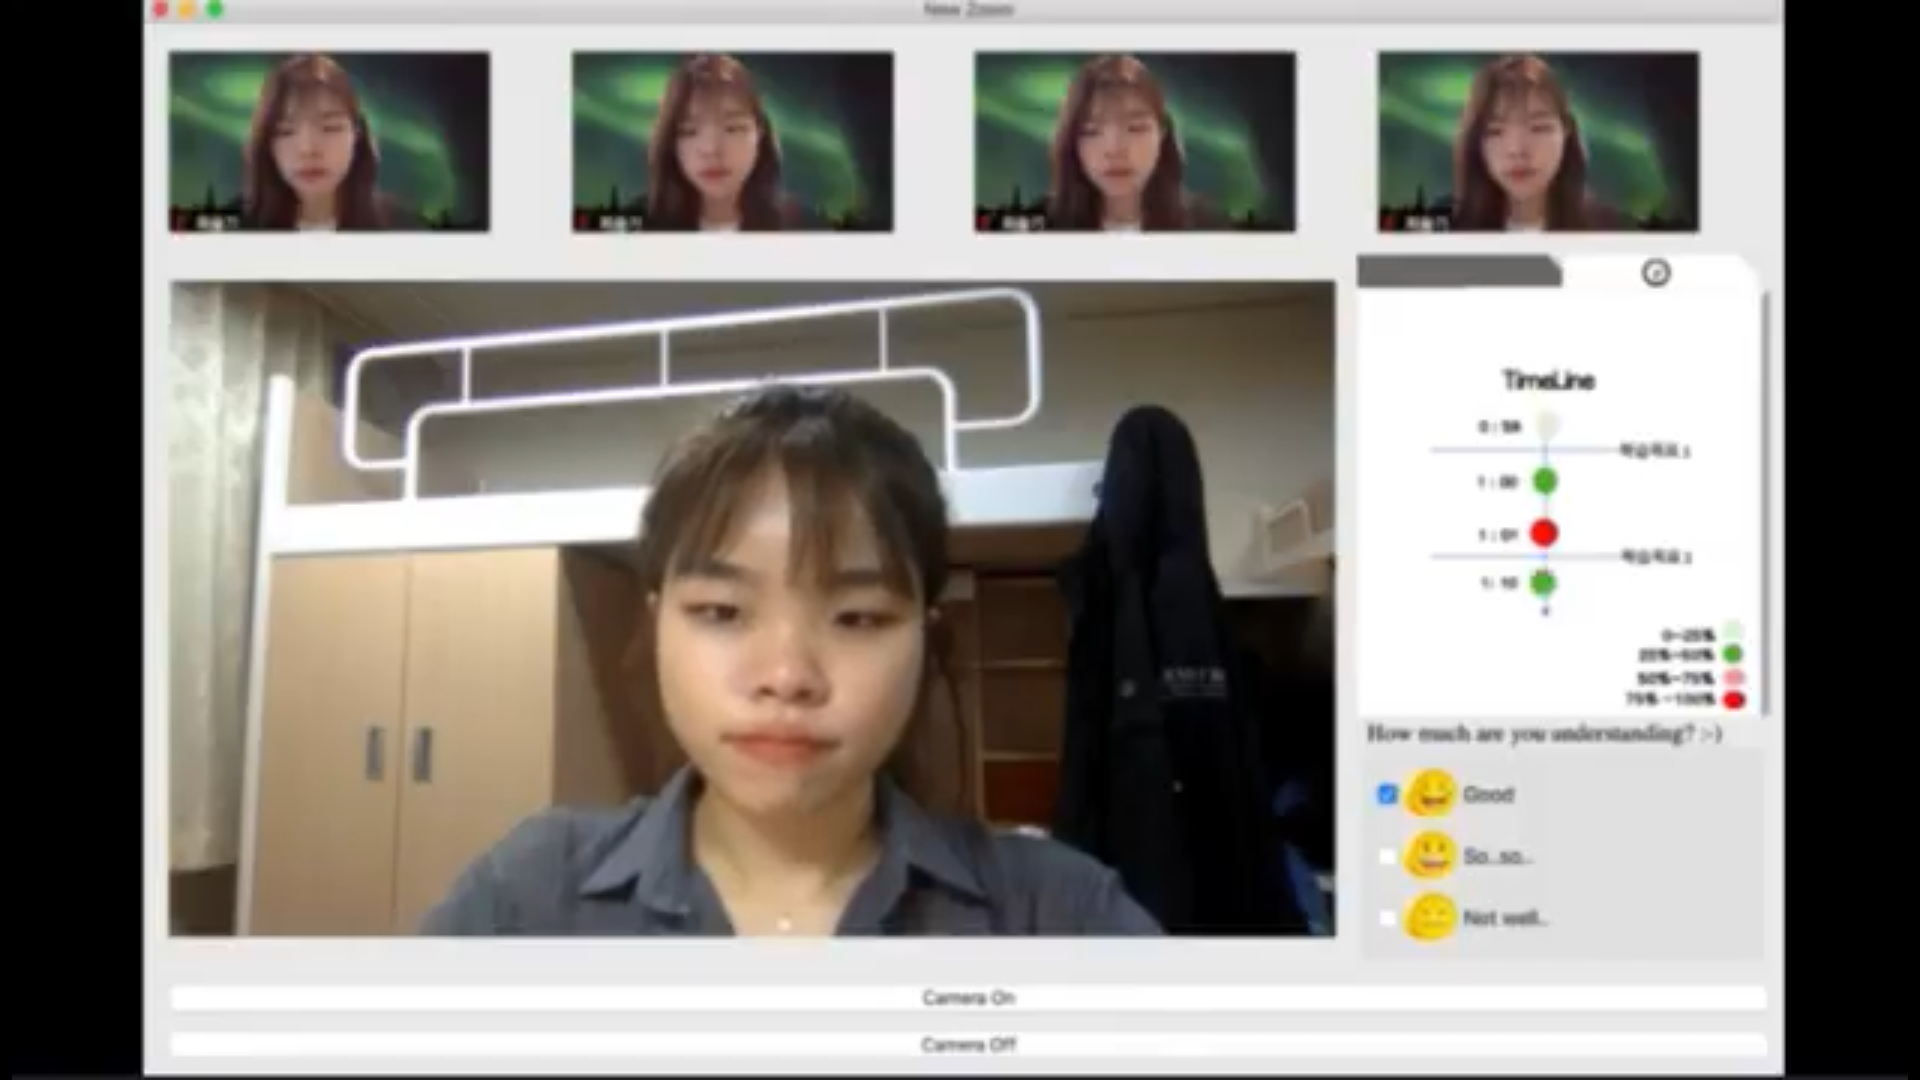 New Zoom
TimeLine
0 : 59
학습목표 1
1 : 00
1 : 01
학습목표 2
1: 10
0~25%
25%~50%
50%~75%
75% ~100%
How much are you understanding? :-)
Good
So..so..
Not well..
Camera On
Camera Off